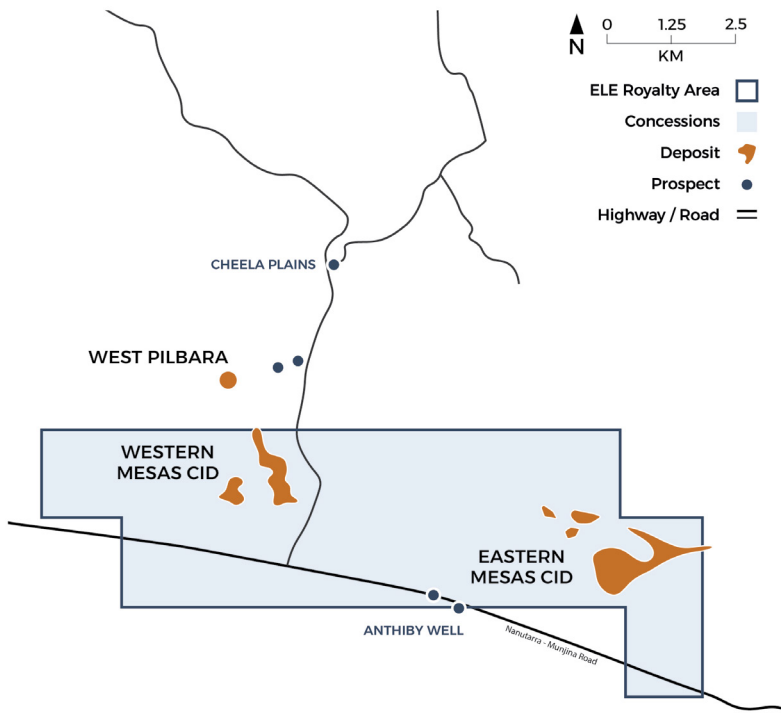 N
0 1.25 2.5
KM
ELE Royalty Area
Concessions
Deposit
Prospect
Highway / Road
CHEELA PLAINS
WEST PILBARA
WESTERN
MESAS CID
EASTERN
MESAS CID
ANTHIBY WELL
Nanutarra - Munjina Road